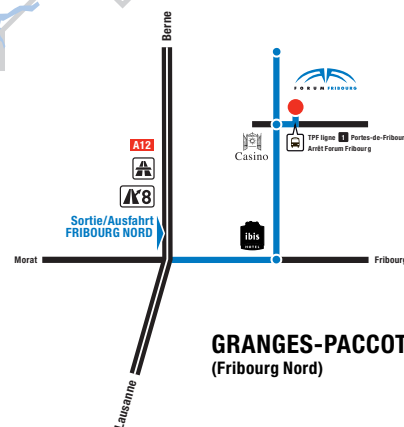 Berne
FORUM FRIBOURG
A12
TPF ligne 1 Portes-de-Fribour
Arrêt Forum Fribourg
Casino
8
Sortie/Ausfahrt
FRIBOURG NORD
ibis
HOTEL
Morat
Fribourg
GRANGES-PACCOT
(Fribourg Nord)
Lausanne